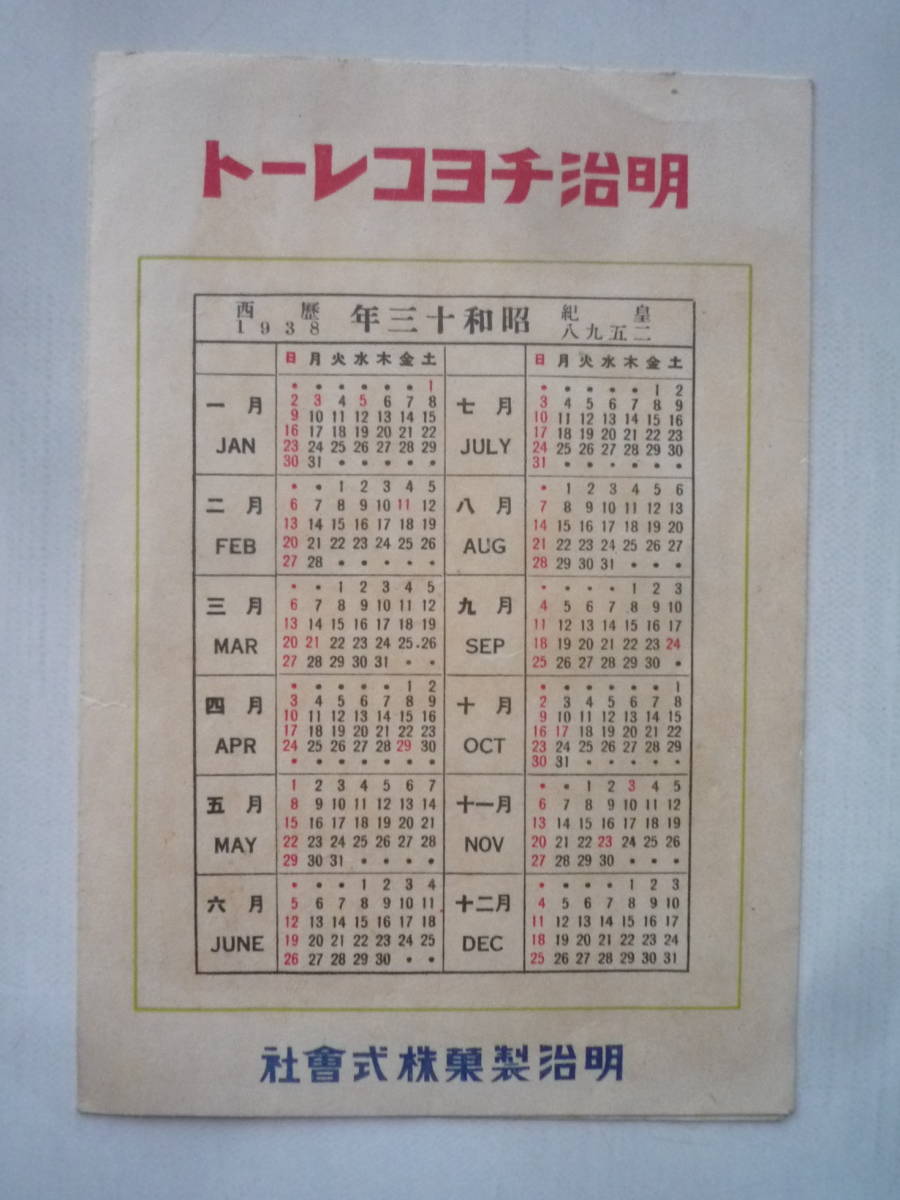 明治チヨコレート
皇紀 二五九八 昭和十三年 西歷 1938
日 月 火 水 木 金 土
一月 JAN
1
2 3 4 5 6 7 8
9 10 11 12 13 14 15
16 17 18 19 20 21 22
23 24 25 26 27 28 29
30 31
二月 FEB
1 2 3 4 5
6 7 8 9 10 11 12
13 14 15 16 17 18 19
20 21 22 23 24 25 26
27 28
三月 MAR
1 2 3 4 5
6 7 8 9 10 11 12
13 14 15 16 17 18 19
20 21 22 23 24 25 26
27 28 29 30 31
四月 APR
1 2
3 4 5 6 7 8 9
10 11 12 13 14 15 16
17 18 19 20 21 22 23
24 25 26 27 28 29 30
五月 MAY
1 2 3 4 5 6 7
8 9 10 11 12 13 14
15 16 17 18 19 20 21
22 23 24 25 26 27 28
29 30 31
六月 JUNE
1 2 3 4
5 6 7 8 9 10 11
12 13 14 15 16 17 18
19 20 21 22 23 24 25
26 27 28 29 30
日 月 火 水 木 金 土
七月 JULY
1 2
3 4 5 6 7 8 9
10 11 12 13 14 15 16
17 18 19 20 21 22 23
24 25 26 27 28 29 30
31
八月 AUG
1 2 3 4 5 6
7 8 9 10 11 12 13
14 15 16 17 18 19 20
21 22 23 24 25 26 27
28 29 30 31
九月 SEP
1 2 3
4 5 6 7 8 9 10
11 12 13 14 15 16 17
18 19 20 21 22 23 24
25 26 27 28 29 30
十月 OCT
1
2 3 4 5 6 7 8
9 10 11 12 13 14 15
16 17 18 19 20 21 22
23 24 25 26 27 28 29
30 31
十一月 NOV
1 2 3 4 5
6 7 8 9 10 11 12
13 14 15 16 17 18 19
20 21 22 23 24 25 26
27 28 29 30
十二月 DEC
1 2 3
4 5 6 7 8 9 10
11 12 13 14 15 16 17
18 19 20 21 22 23 24
25 26 27 28 29 30 31
明治製菓株式會社